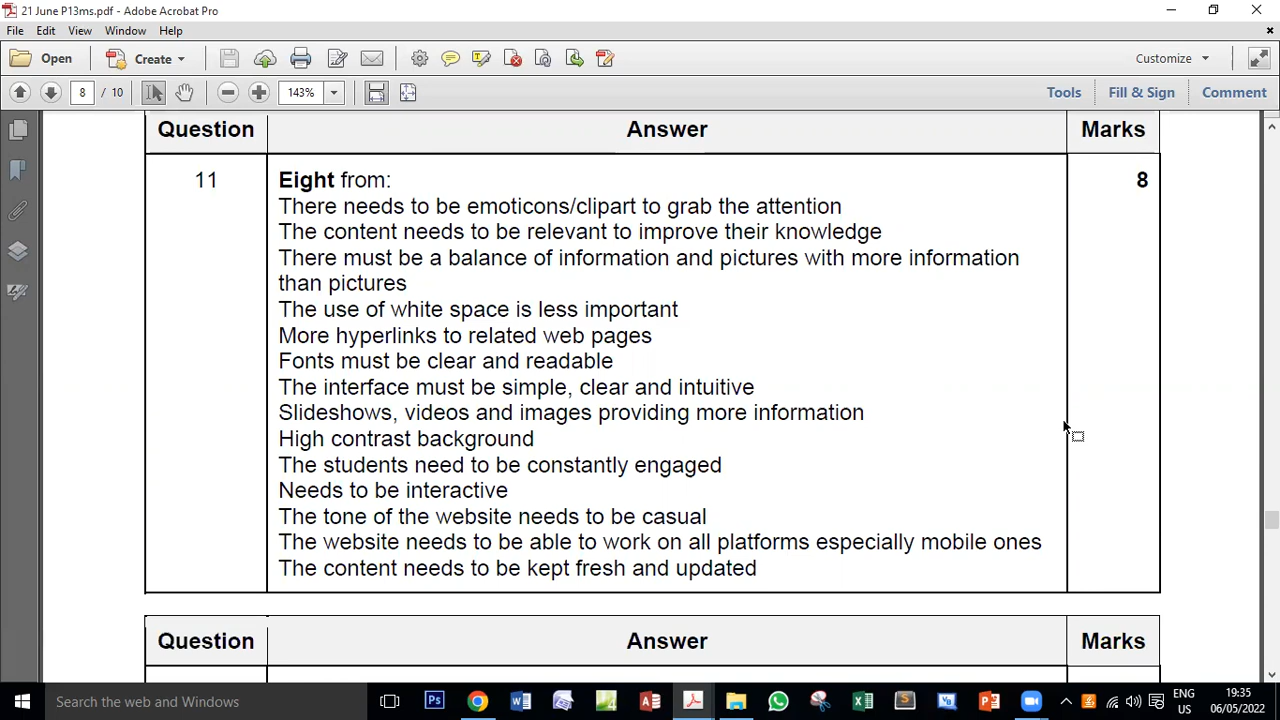 21 June P13ms.pdf - Adobe Acrobat Pro
File Edit View Window Help
Open Create Customize
8 / 10 143% Tools Fill & Sign Comment
Question Answer Marks
11 Eight from: 8
There needs to be emoticons/clipart to grab the attention
The content needs to be relevant to improve their knowledge
There must be a balance of information and pictures with more information
than pictures
The use of white space is less important
More hyperlinks to related web pages
Fonts must be clear and readable
The interface must be simple, clear and intuitive
Slideshows, videos and images providing more information
High contrast background
The students need to be constantly engaged
Needs to be interactive
The tone of the website needs to be casual
The website needs to be able to work on all platforms especially mobile ones
The content needs to be kept fresh and updated
Question Answer Marks
Search the web and Windows
ENG 19:35
US 06/05/2022